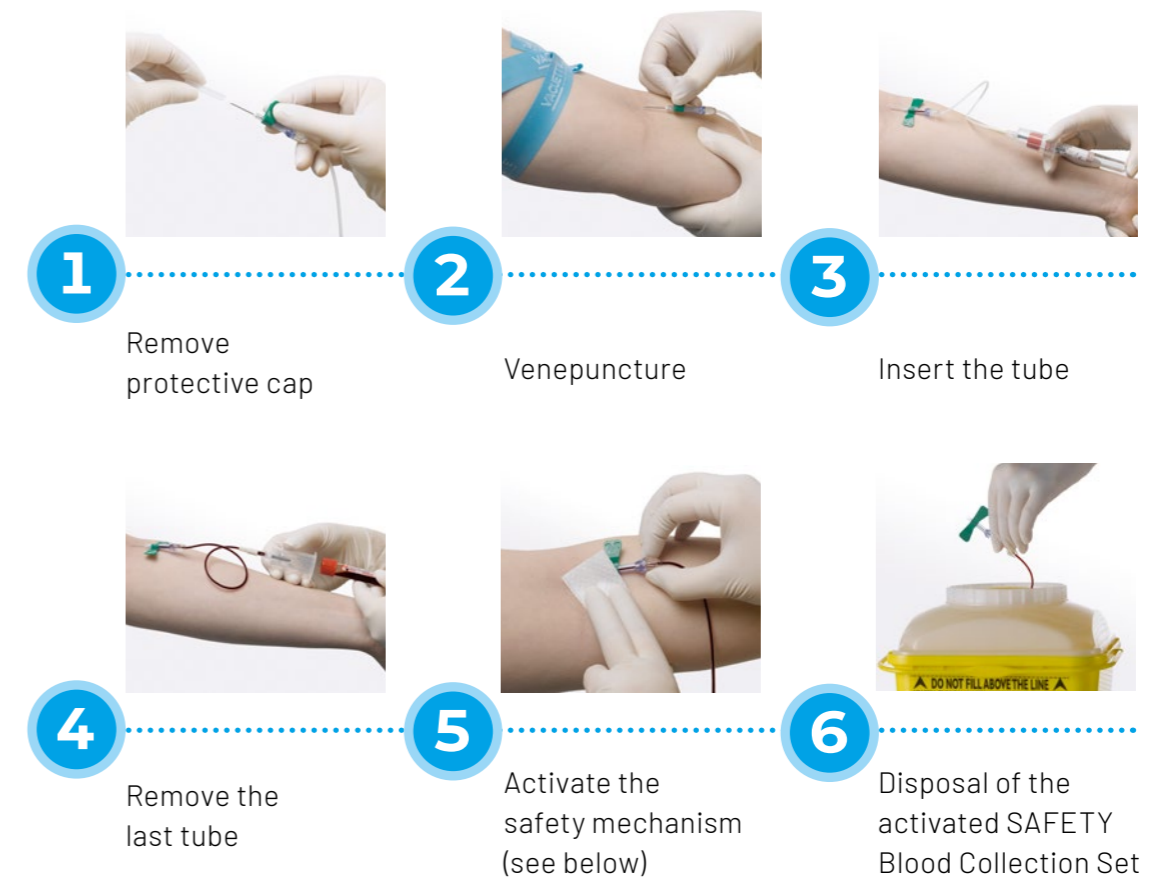 VACUETTE
1
2
3
Remove
protective cap
Venepuncture
Insert the tube
DO NOT FILL ABOVE THE LINE
4
5
6
Remove the
last tube
Activate the
safety mechanism
(see below)
Disposal of the
activated SAFETY
Blood Collection Set